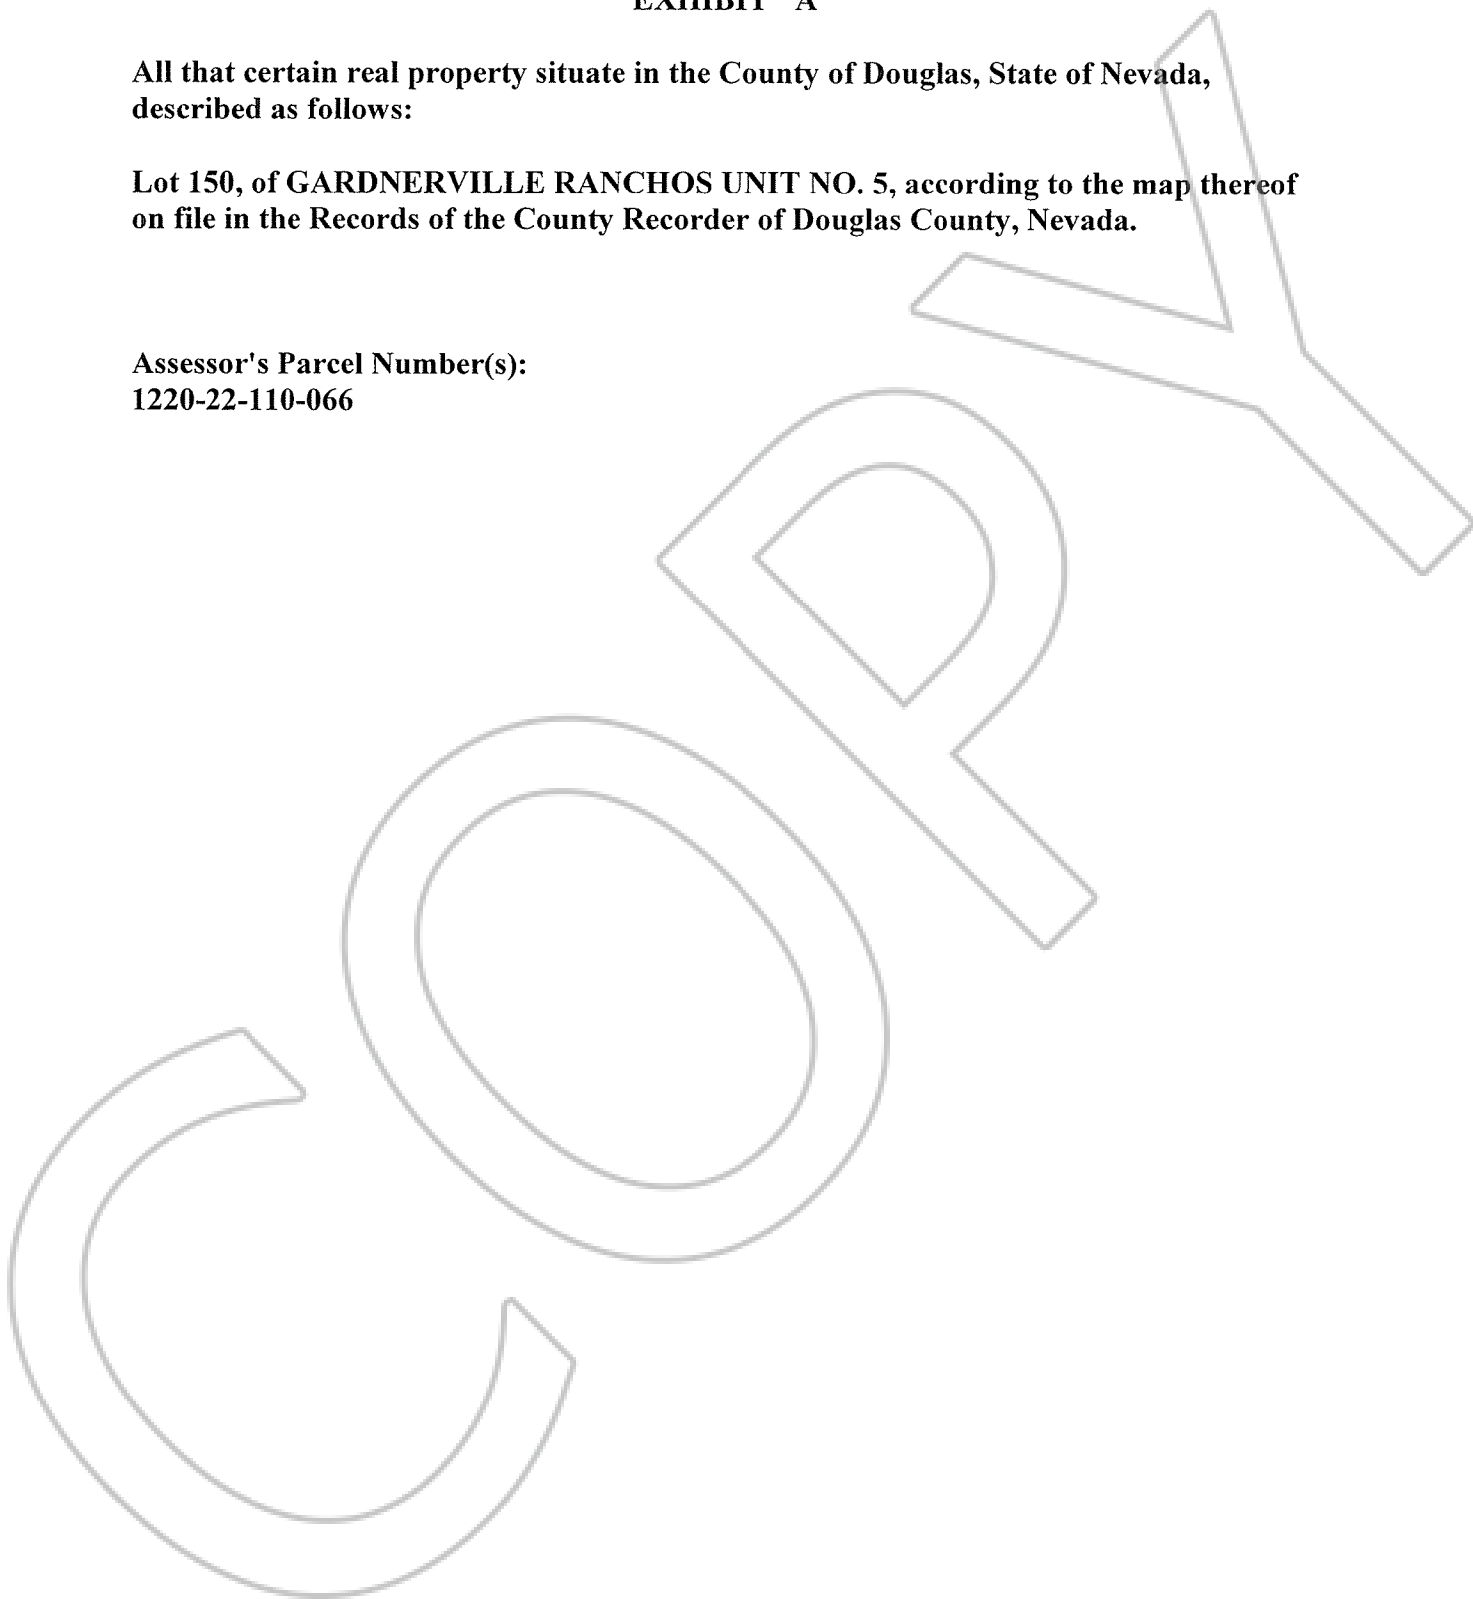 EXHIBIT "A"
All that certain real property situate in the County of Douglas, State of Nevada,
described as follows:
Lot 150, of GARDNERVILLE RANCHOS UNIT NO. 5, according to the map thereof
on file in the Records of the County Recorder of Douglas County, Nevada.
Assessor's Parcel Number(s):
1220-22-110-066
COPY